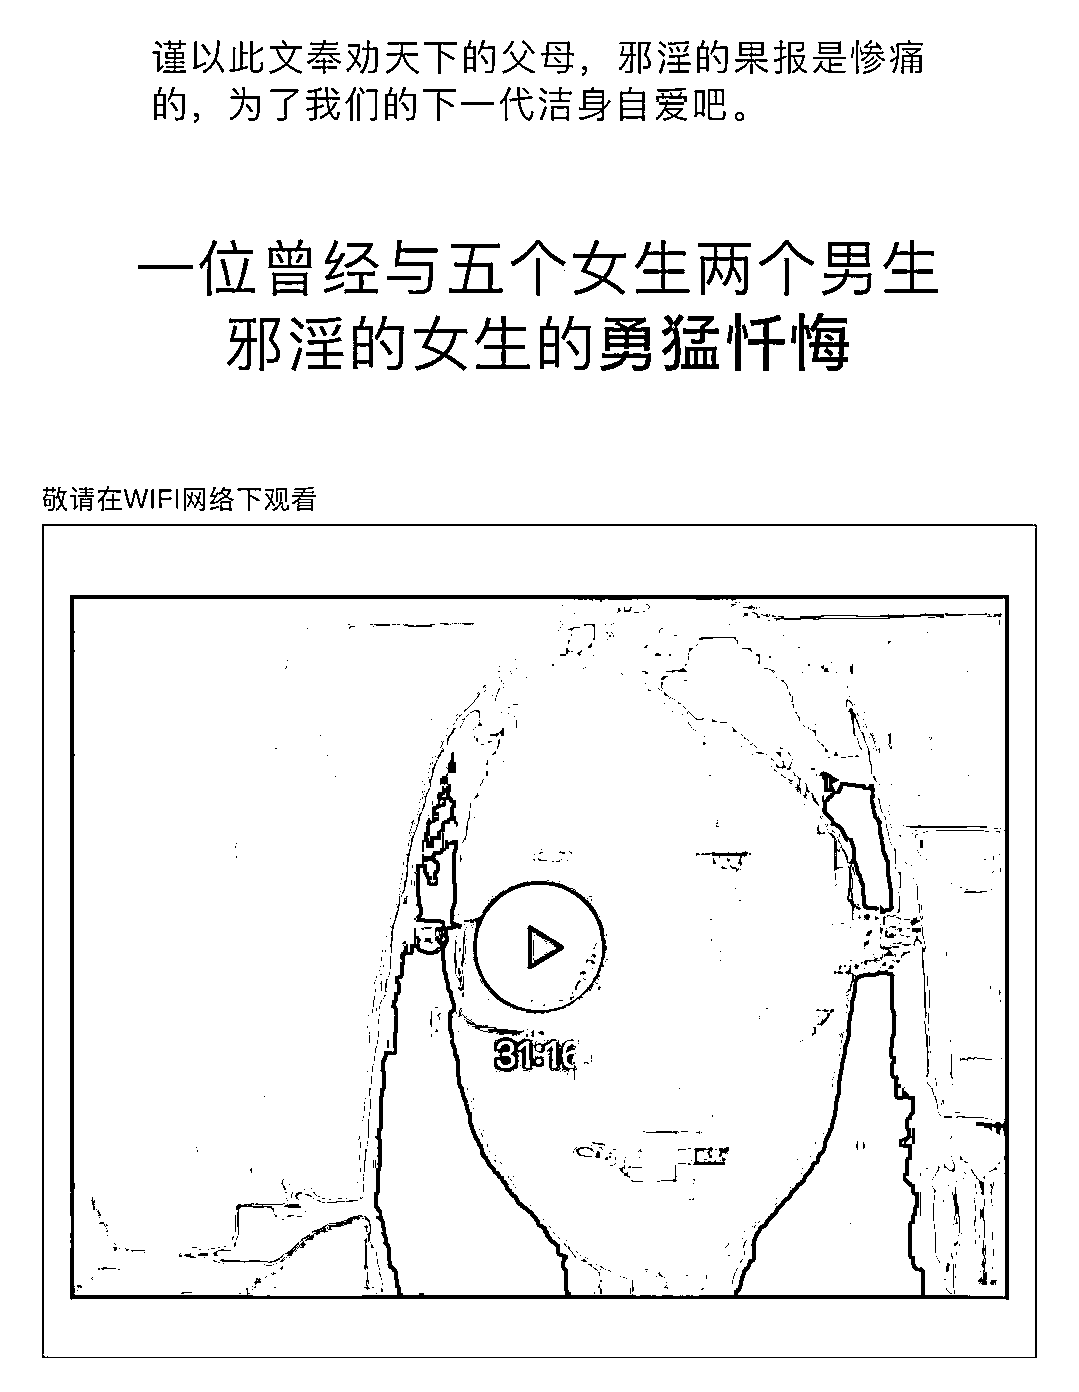 谨以此文奉劝天下的父母，邪淫的果报是惨痛
的，为了我们的下一代洁身自爱吧。
一位曾经与五个女生两个男生
邪淫的女生的勇猛忏悔
敬请在WIFI网络下观看
31:16